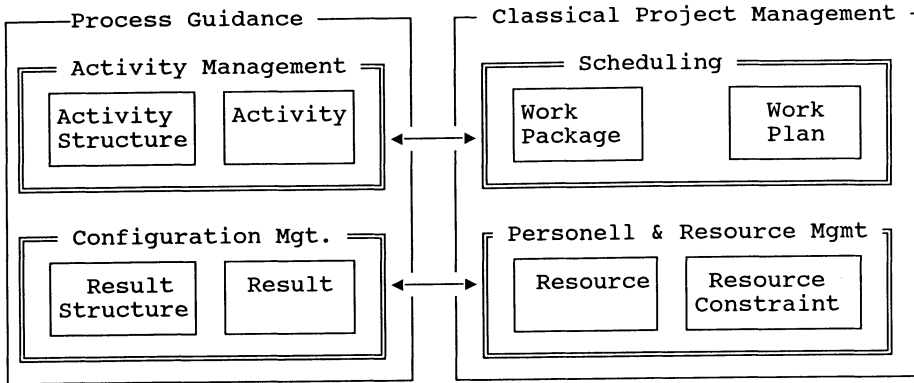 Process Guidance
Classical Project Management
Activity Management
Scheduling
Activity
Structure
Activity
Work
Package
Work
Plan
Configuration Mgt.
Personell & Resource Mgmt
Result
Structure
Result
Resource
Resource
Constraint